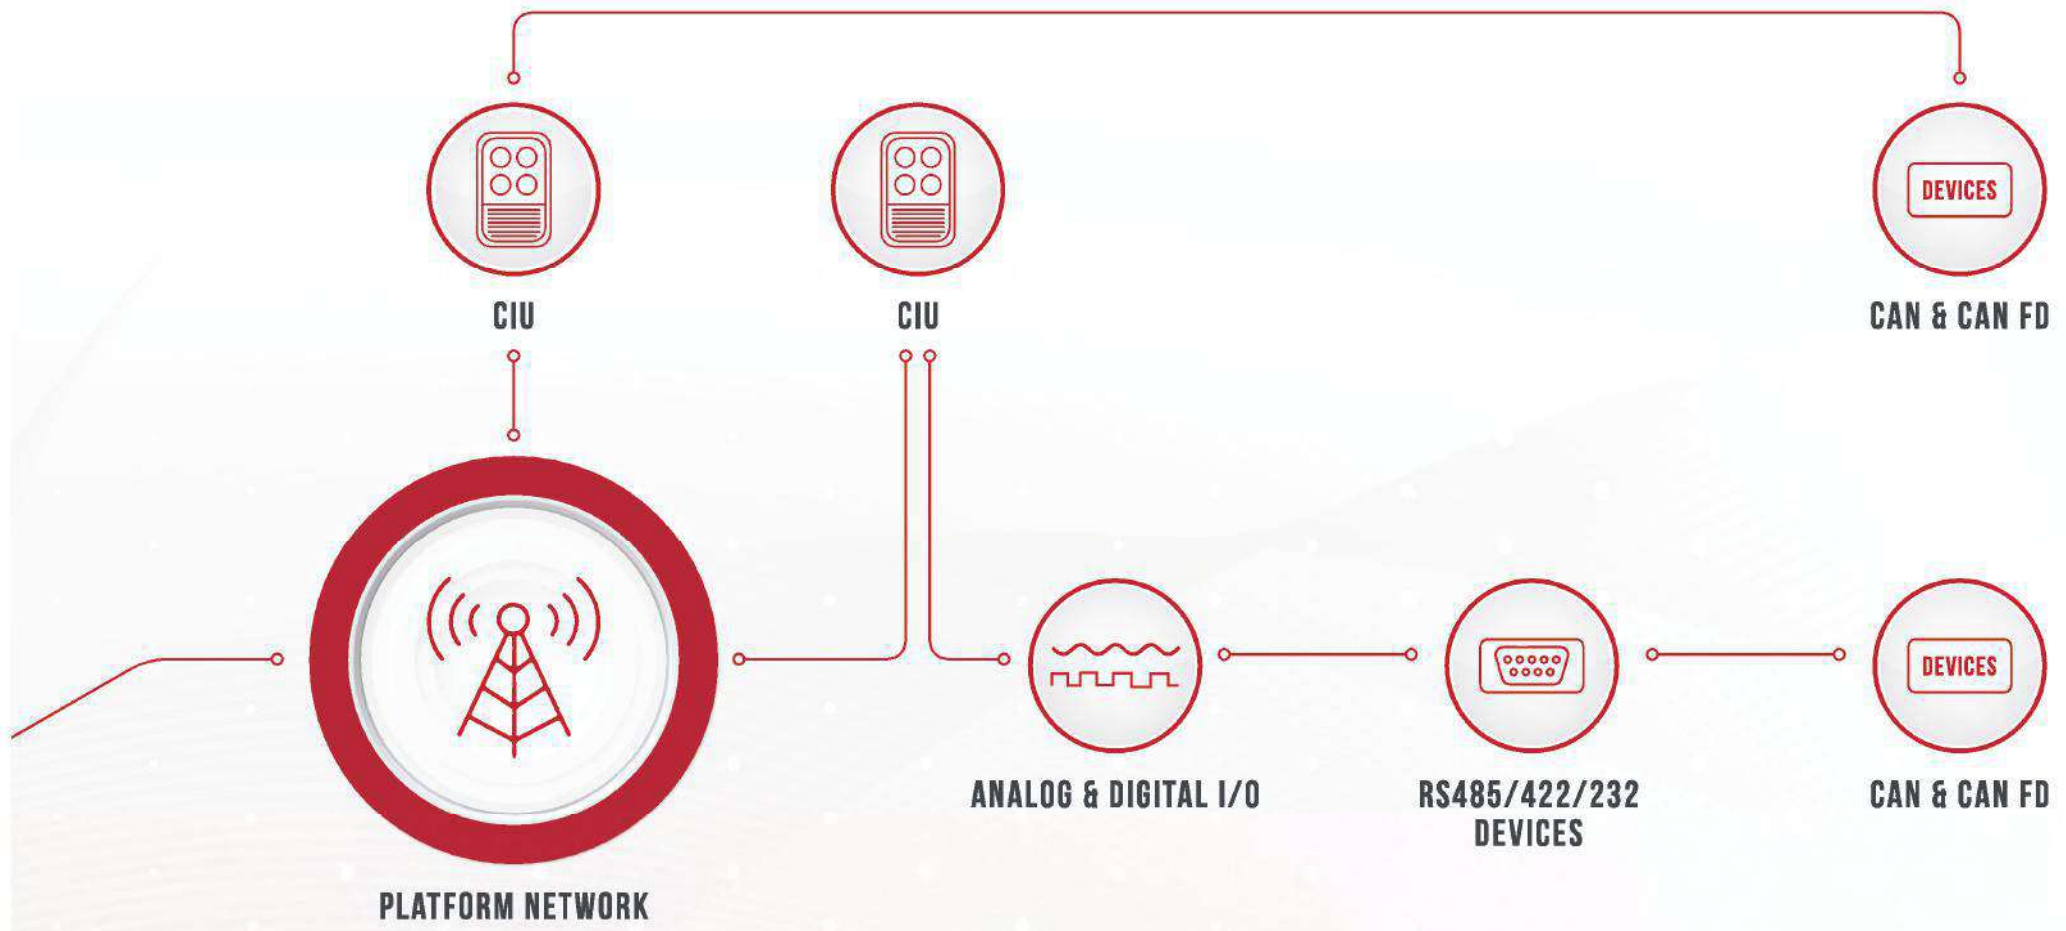 DEVICES
CIU
CIU
CAN & CAN FD
DEVICES
ANALOG & DIGITAL I/O
RS485/422/232
DEVICES
CAN & CAN FD
PLATFORM NETWORK